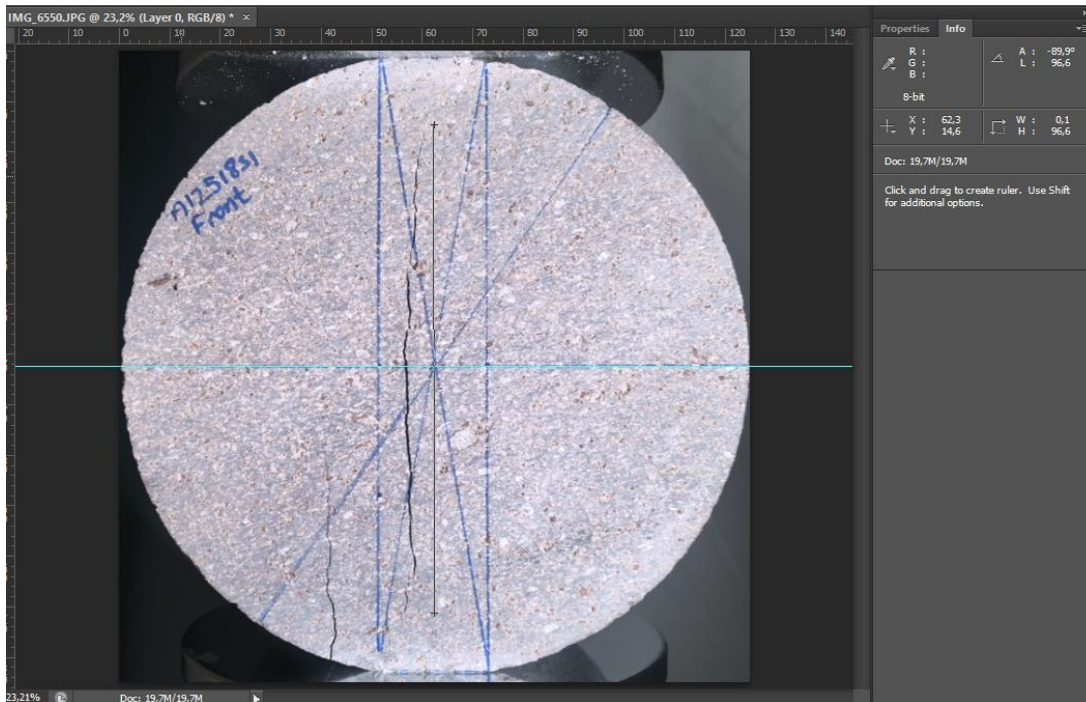 IMG_6550.JPG @ 23,2% (Layer 0, RGB/8) * ×
20 10 0 10 20 30 40 50 60 70 80 90 100 110 120 130 140
A12518S1
Front
Properties Info
R :
G :
B :
8-bit
A : -89,9°
L : 96,6
X : 62,3
Y : 14,6
W : 0,1
H : 96,6
Doc: 19,7M/19,7M
Click and drag to create ruler. Use Shift
for additional options.
23,21% Doc: 19,7M/19,7M